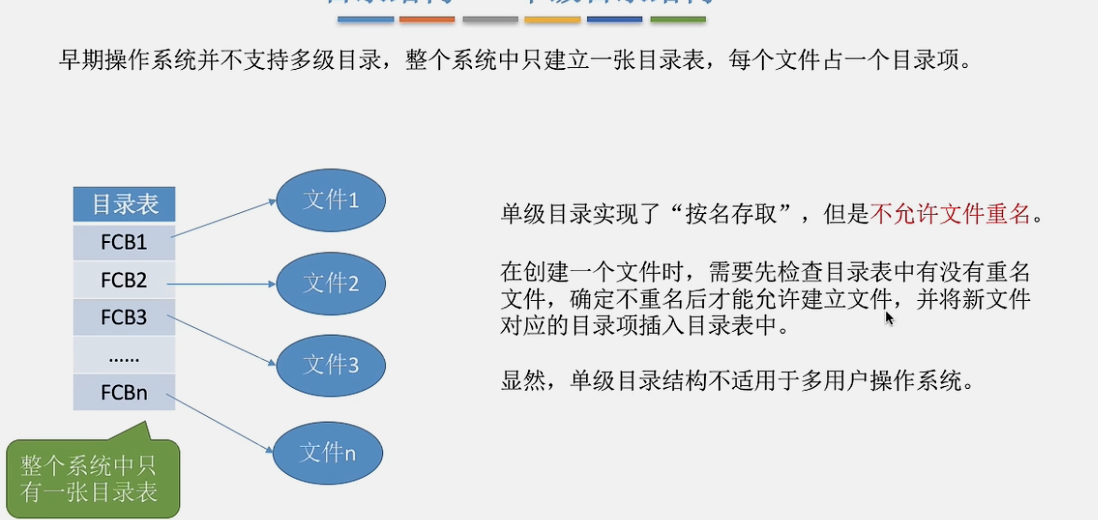 早期操作系统并不支持多级目录，整个系统中只建立一张目录表，每个文件占一个目录项。
目录表
FCB1
FCB2
FCB3
......
FCBn
文件1
文件2
文件3
文件n
整个系统中只
有一张目录表
单级目录实现了“按名存取”，但是不允许文件重名。
在创建一个文件时，需要先检查目录表中有没有重名
文件，确定不重名后才能允许建立文件，并将新文件
对应的目录项插入目录表中。
显然，单级目录结构不适用于多用户操作系统。